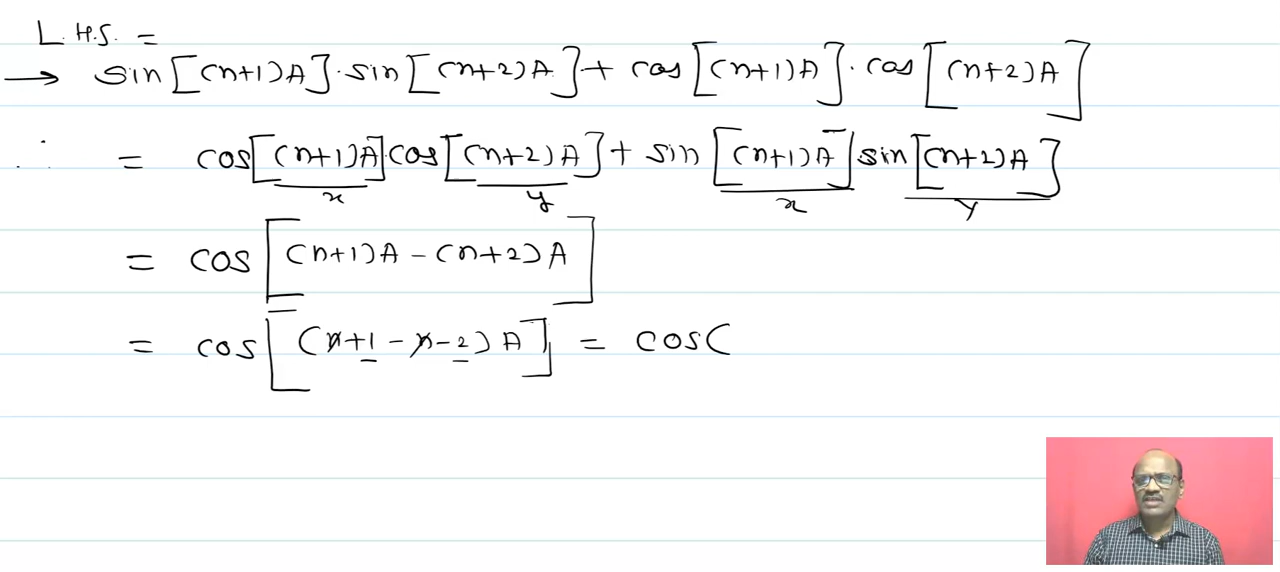 L.H.S. =
→ sin[(n+1)A]·sin[(n+2)A]+ cos[(n+1)A]·cos[(n+2)A]
∴ = cos[(n+1)A]cos[(n+2)A]+ sin[(n+1)A]sin[(n+2)A]
x y x y
= cos[(n+1)A-(n+2)A]
= cos[(n+1-n-2)A] = cos(